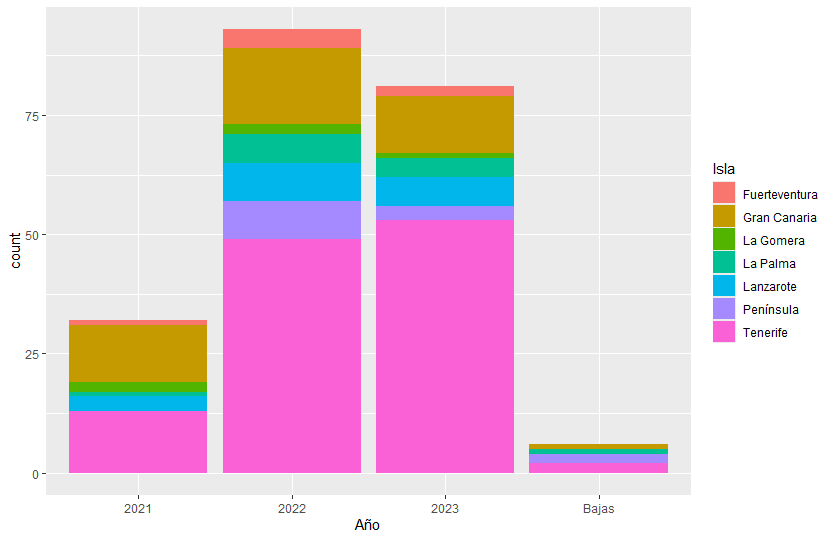 75
50
25
0
count
2021
2022
2023
Bajas
Año
Isla
Fuerteventura
Gran Canaria
La Gomera
La Palma
Lanzarote
Península
Tenerife